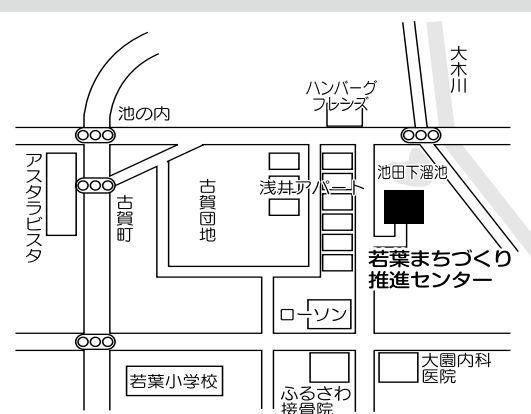 大木川
ハンバーグ
フレンズ
池の内
池田下溜池
アスタラビスタ
古賀町
古賀団地
浅井アパート
若葉まちづくり
推進センター
ローソン
若葉小学校
ふるさわ
接骨院
大園内科
医院